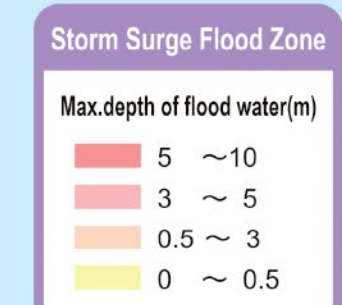 Storm Surge Flood Zone
Max.depth of flood water(m)
5 ～10
3 ～ 5
0.5 ～ 3
0 ～ 0.5